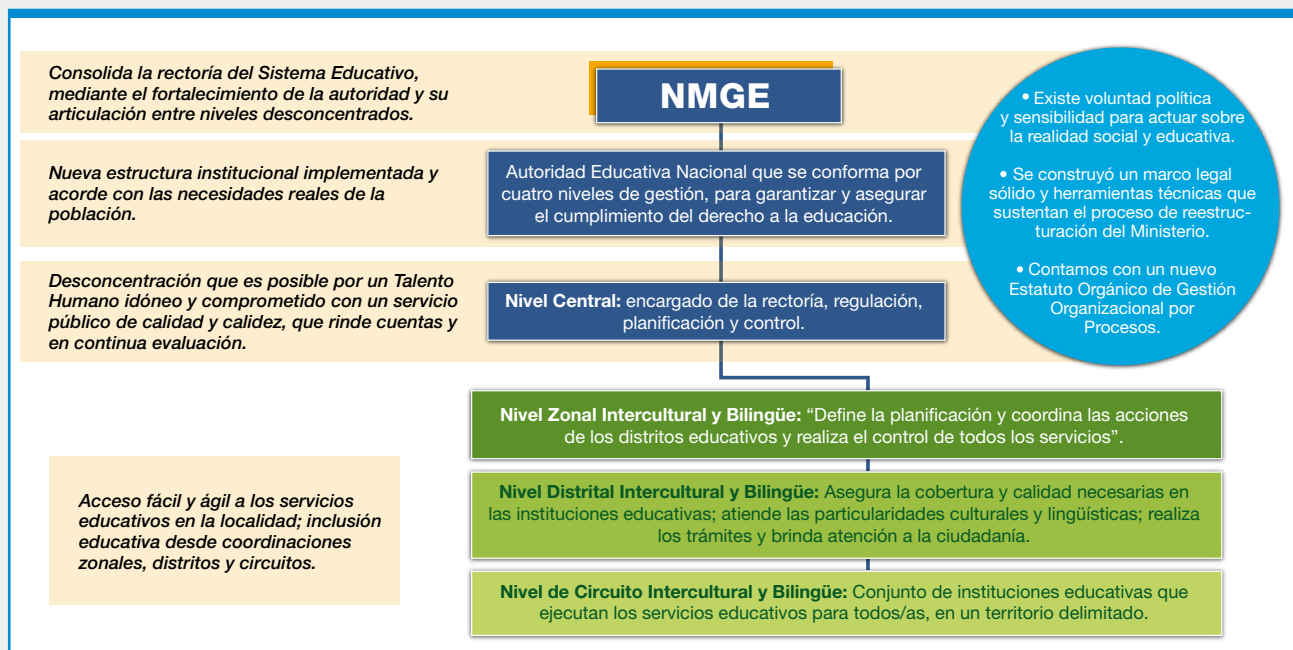 Consolida la rectoría del Sistema Educativo,
mediante el fortalecimiento de la autoridad y su
articulación entre niveles desconcentrados.
NMGE
Nueva estructura institucional implementada y
acorde con las necesidades reales de la
población.
Autoridad Educativa Nacional que se conforma por
cuatro niveles de gestión, para garantizar y asegurar
el cumplimiento del derecho a la educación.
Desconcentración que es posible por un Talento
Humano idóneo y comprometido con un servicio
público de calidad y calidez, que rinde cuentas y
en continua evaluación.
Nivel Central: encargado de la rectoría, regulación,
planificación y control.
• Existe voluntad política
y sensibilidad para actuar sobre
la realidad social y educativa.
• Se construyó un marco legal
sólido y herramientas técnicas que
sustentan el proceso de reestruc-
turación del Ministerio.
• Contamos con un nuevo
Estatuto Orgánico de Gestión
Organizacional por
Procesos.
Nivel Zonal Intercultural y Bilingüe: “Define la planificación y coordina las acciones
de los distritos educativos y realiza el control de todos los servicios”.
Acceso fácil y ágil a los servicios
educativos en la localidad; inclusión
educativa desde coordinaciones
zonales, distritos y circuitos.
Nivel Distrital Intercultural y Bilingüe: Asegura la cobertura y calidad necesarias en
las instituciones educativas; atiende las particularidades culturales y lingüísticas; realiza
los trámites y brinda atención a la ciudadanía.
Nivel de Circuito Intercultural y Bilingüe: Conjunto de instituciones educativas que
ejecutan los servicios educativos para todos/as, en un territorio delimitado.